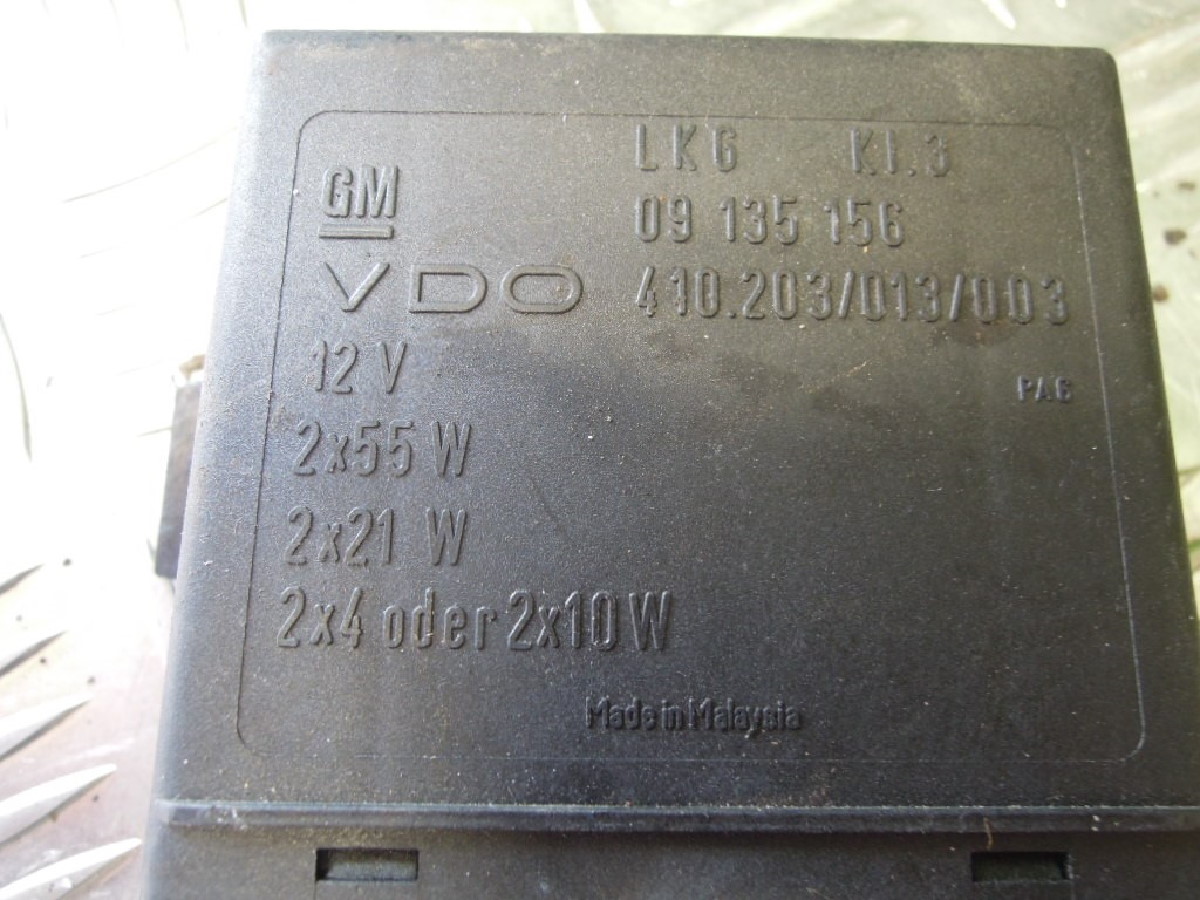 LKG KI.3
GM 09 135 156
VDO 410.203/013/003
12 V
PA6
2x55 W
2x21 W
2x4 oder 2x10 W
Made in Malaysia